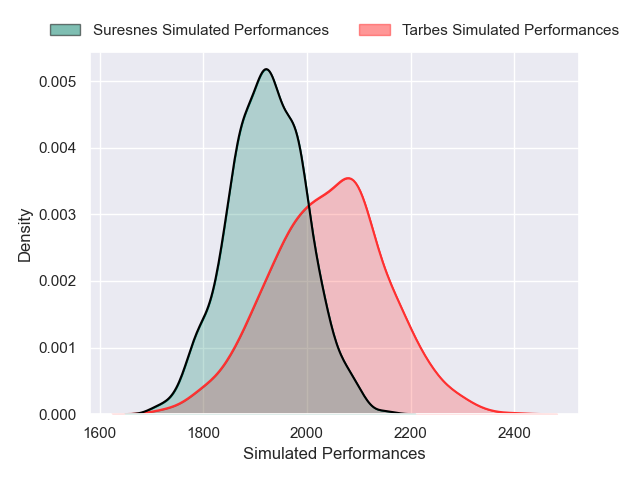 Suresnes Simulated Performances Tarbes Simulated Performances
0.005
0.004
0.003
0.002
0.001
0.000
Density
1600 1800 2000 2200 2400
Simulated Performances